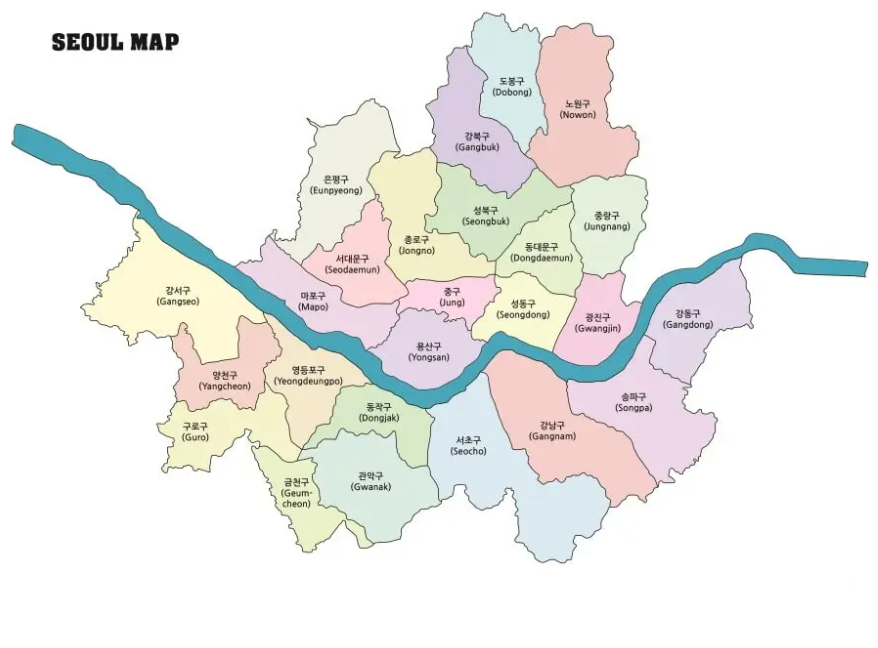 SEOUL MAP
도봉구
(Dobong)
노원구
(Nowon)
강북구
(Gangbuk)
은평구
(Eunpyeong)
성북구
(Seongbuk)
중랑구
(Jungnang)
종로구
(Jongno)
동대문구
(Dongdaemun)
서대문구
(Seodaemun)
강서구
(Gangseo)
마포구
(Mapo)
중구
(Jung)
성동구
(Seongdong)
광진구
(Gwangjin)
강동구
(Gangdong)
용산구
(Yongsan)
양천구
(Yangcheon)
영등포구
(Yeongdeungpo)
송파구
(Songpa)
동작구
(Dongjak)
구로구
(Guro)
서초구
(Seocho)
강남구
(Gangnam)
관악구
(Gwanak)
금천구
(Geum-
cheon)